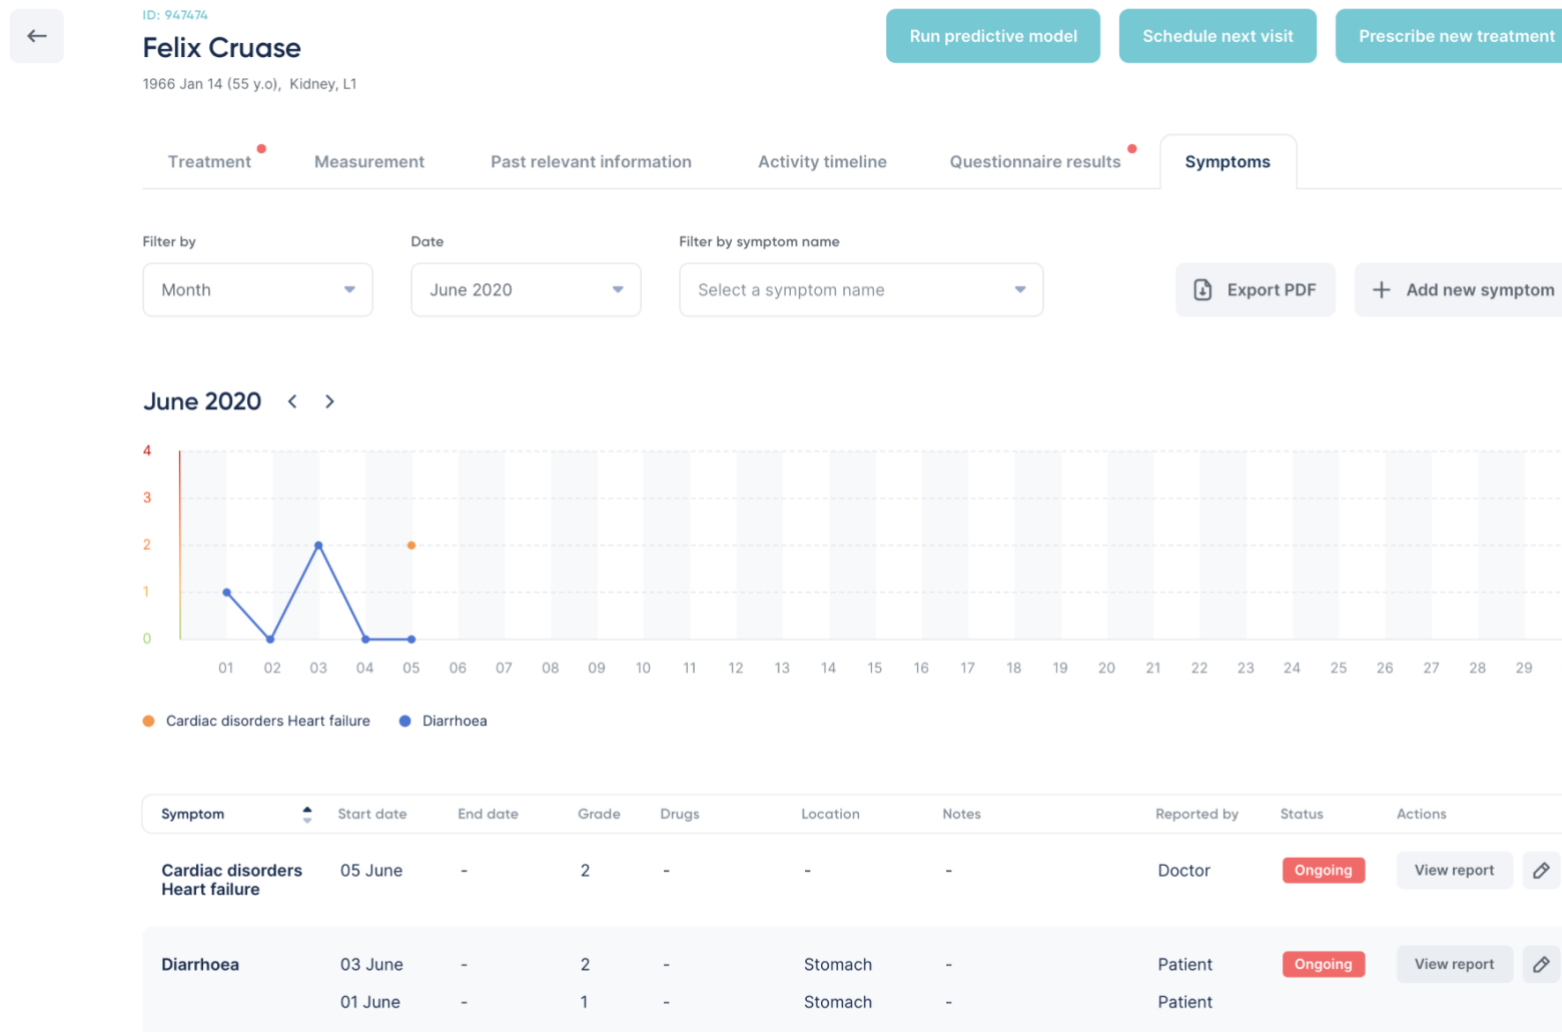 ID: 947474
Felix Cruase
1966 Jan 14 (55 y.o), Kidney, L1
Run predictive model
Schedule next visit
Prescribe new treatment
Treatment Measurement Past relevant information Activity timeline Questionnaire results Symptoms
Filter by Date Filter by symptom name
Month June 2020 Select a symptom name Export PDF + Add new symptom
June 2020 < >
4
3
2
1
0
01 02 03 04 05 06 07 08 09 10 11 12 13 14 15 16 17 18 19 20 21 22 23 24 25 26 27 28 29
Cardiac disorders Heart failure Diarrhoea
Symptom Start date End date Grade Drugs Location Notes Reported by Status Actions
Cardiac disorders 05 June - 2 - - - Doctor Ongoing View report
Heart failure
Diarrhoea 03 June - 2 - Stomach - Patient Ongoing View report
01 June - 1 - Stomach - Patient